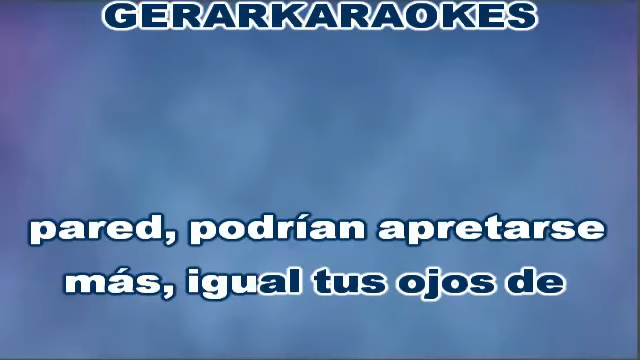 GERARKARAOKES
pared, podrían apretarse
más, igual tus ojos de